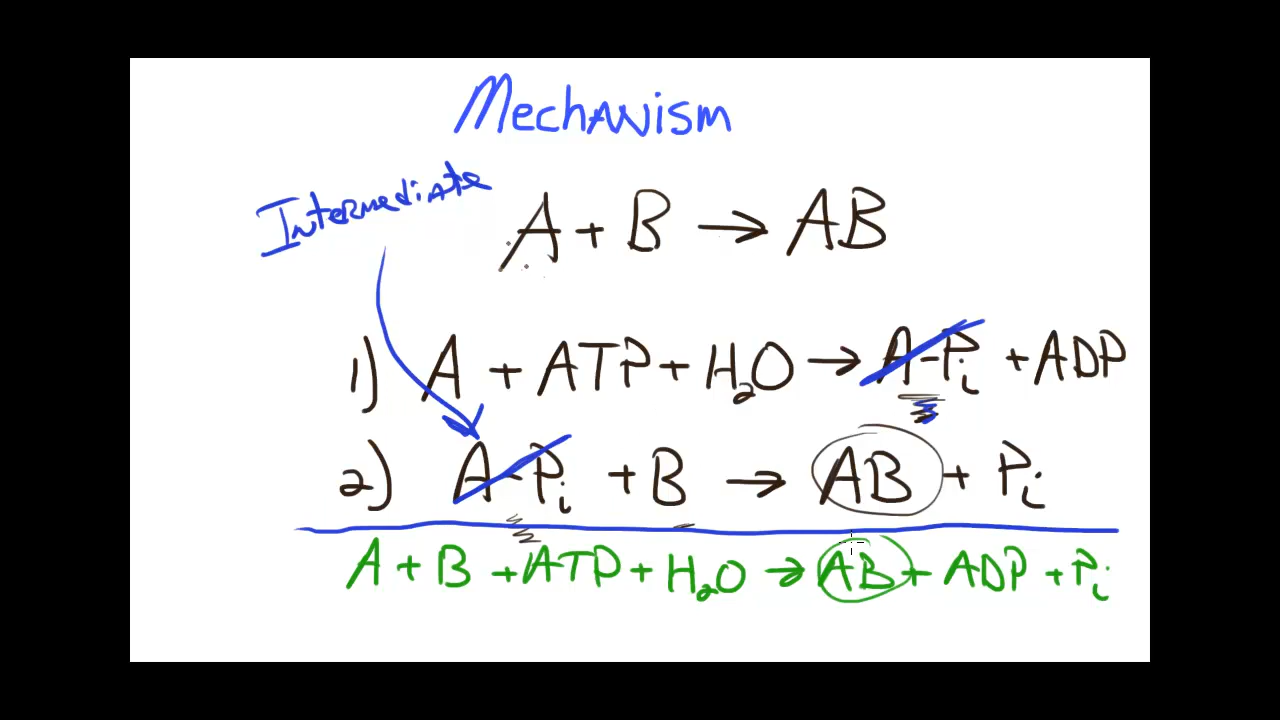 Mechanism
Intermediate
A + B → AB
1) A + ATP + H₂O → A-Pi + ADP
2) A-Pi + B → AB + Pi
A + B + ATP + H₂O → AB + ADP + Pi